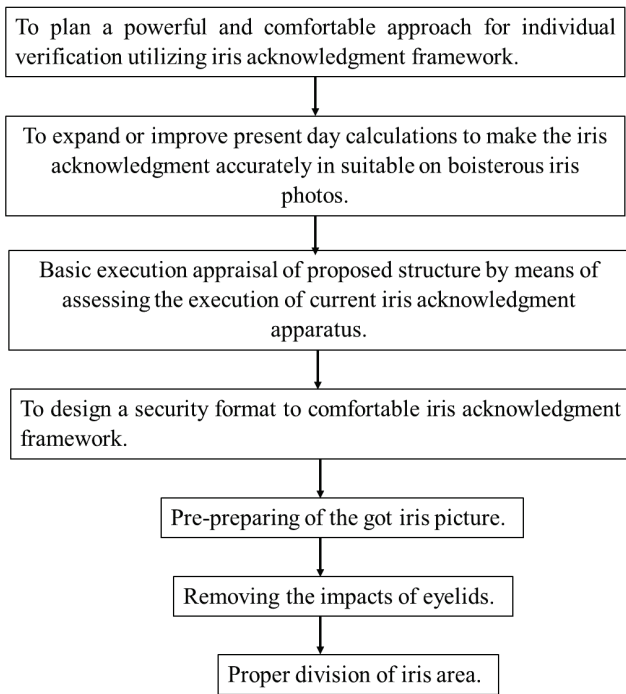 To plan a powerful and comfortable approach for individual
verification utilizing iris acknowledgment framework.
To expand or improve present day calculations to make the iris
acknowledgment accurately in suitable on boisterous iris
photos.
Basic execution appraisal of proposed structure by means of
assessing the execution of current iris acknowledgment
apparatus.
To design a security format to comfortable iris acknowledgment
framework.
Pre-preparing of the got iris picture.
Removing the impacts of eyelids.
Proper division of iris area.